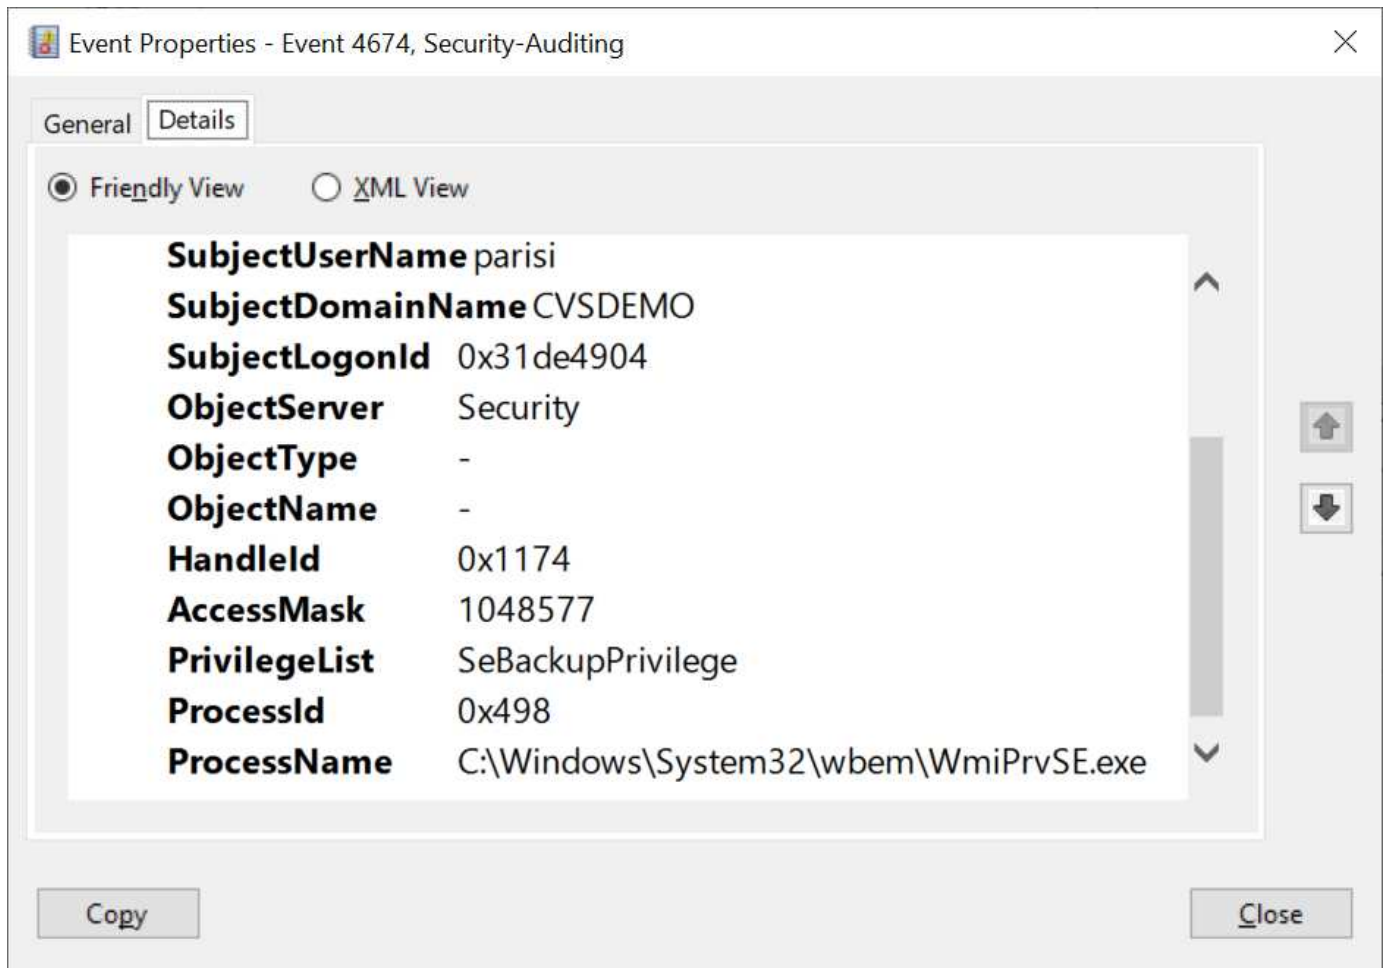 Event Properties - Event 4674, Security-Auditing
General Details
Friendly View XML View
SubjectUserName parisi
SubjectDomainName CVSDEMO
SubjectLogonId 0x31de4904
ObjectServer Security
ObjectType -
ObjectName -
HandleId 0x1174
AccessMask 1048577
PrivilegeList SeBackupPrivilege
ProcessId 0x498
ProcessName C:\Windows\System32\wbem\WmiPrvSE.exe
Copy Close